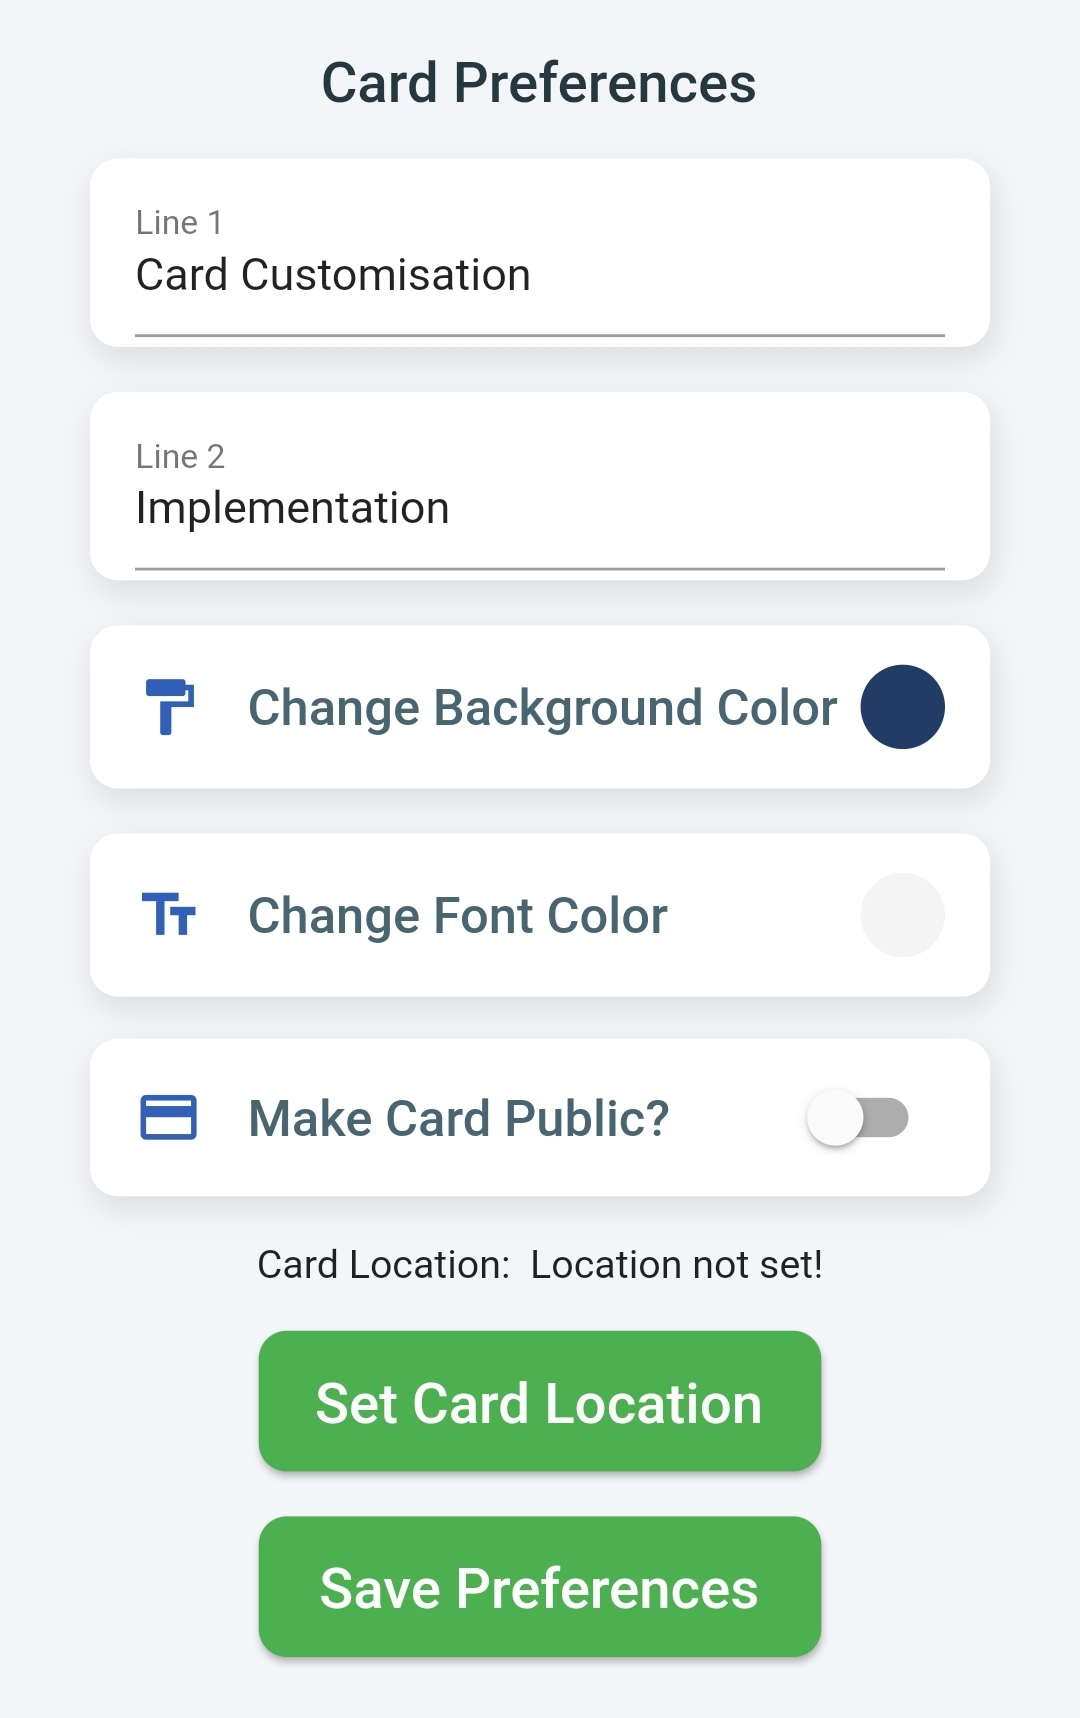 Card Preferences
Line 1
Card Customisation
Line 2
Implementation
Change Background Color
Change Font Color
Make Card Public?
Card Location:  Location not set!
Set Card Location
Save Preferences